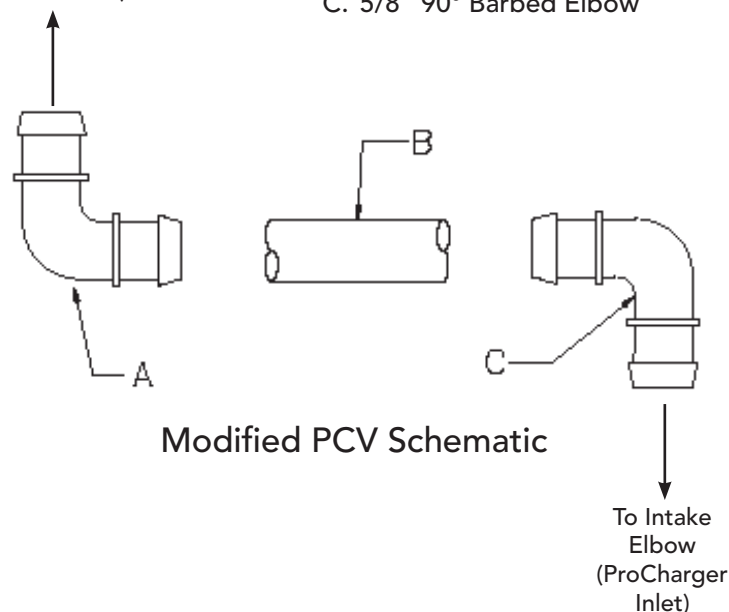 C. 5/8" 90° Barbed Elbow
B
A
C
Modified PCV Schematic
To Intake
Elbow
(ProCharger
Inlet)